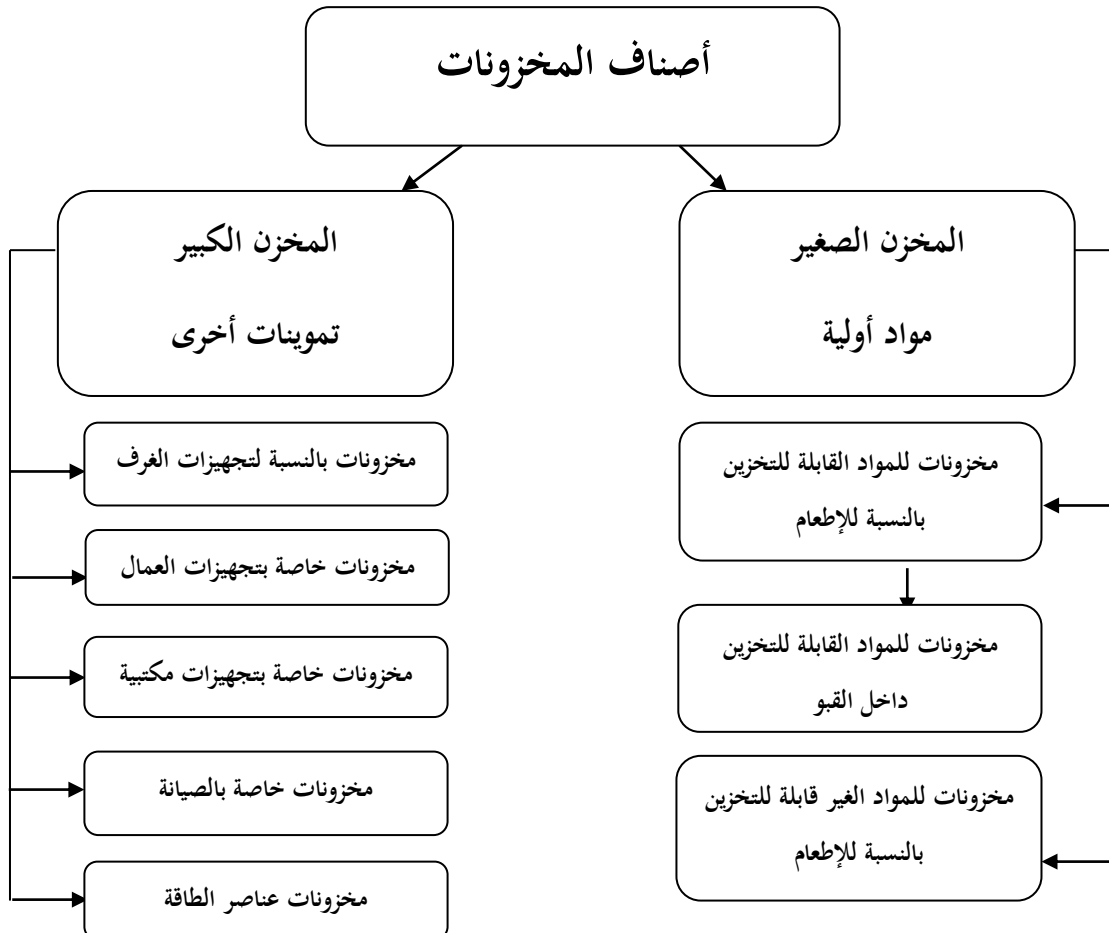 أصناف المخزونات
المخزن الصغير
مواد أولية
مخزونات للمواد القابلة للتخزين
بالنسبة للإطعام
مخزونات للمواد القابلة للتخزين
داخل القبو
مخزونات للمواد الغير قابلة للتخزين
بالنسبة للإطعام
المخزن الكبير
تموينات أخرى
مخزونات بالنسبة لتجهيزات الغرف
مخزونات خاصة بتجهيزات العمال
مخزونات خاصة بتجهيزات مكتبية
مخزونات خاصة بالصيانة
مخزونات عناصر الطاقة